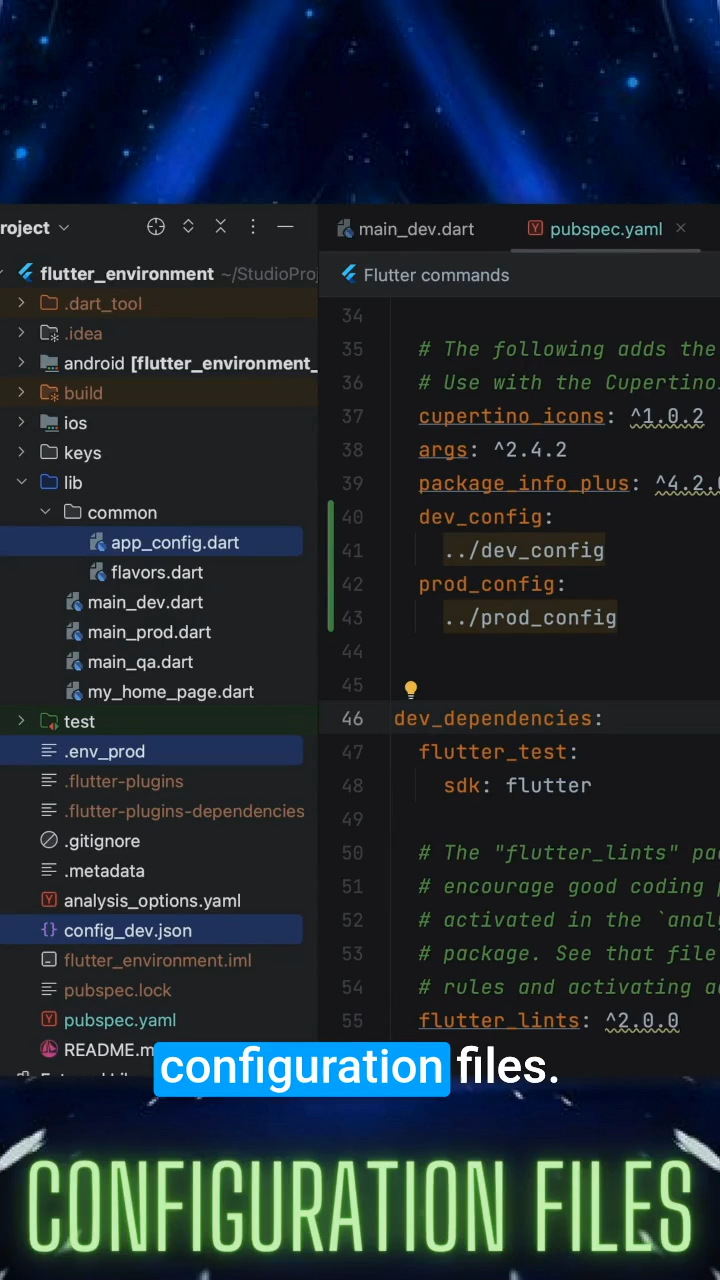 roject
flutter_environment ~/StudioProj
.dart_tool
.idea
android [flutter_environment_
build
ios
keys
lib
common
app_config.dart
flavors.dart
main_dev.dart
main_prod.dart
main_qa.dart
my_home_page.dart
test
.env_prod
.flutter-plugins
.flutter-plugins-dependencies
.gitignore
.metadata
analysis_options.yaml
config_dev.json
flutter_environment.iml
pubspec.lock
pubspec.yaml
README.m
main_dev.dart
pubspec.yaml
Flutter commands
34
35 # The following adds the
36 # Use with the Cupertino
37 cupertino_icons: ^1.0.2
38 args: ^2.4.2
39 package_info_plus: ^4.2.0
40 dev_config:
41 ../dev_config
42 prod_config:
43 ../prod_config
44
45
46 dev_dependencies:
47 flutter_test:
48 sdk: flutter
49
50 # The "flutter_lints" pa
51 # encourage good coding p
52 # activated in the `analy
53 # package. See that file
54 # rules and activating a
55 flutter_lints: ^2.0.0
configuration files.
CONFIGURATION FILES